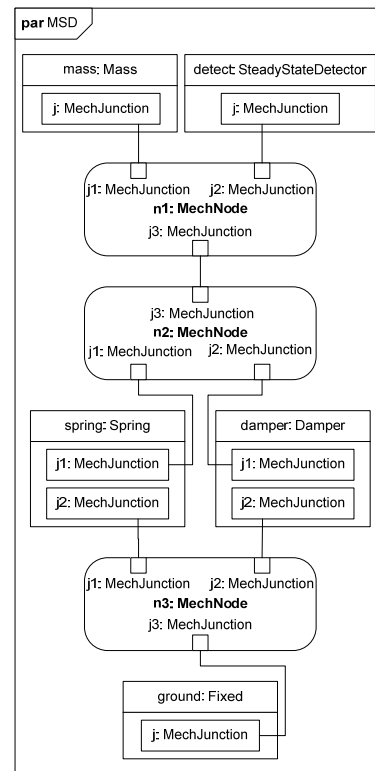 par MSD
mass: Mass
detect: SteadyStateDetector
j: MechJunction
j: MechJunction
j1: MechJunction
j2: MechJunction
n1: MechNode
j3: MechJunction
j3: MechJunction
n2: MechNode
j1: MechJunction
j2: MechJunction
spring: Spring
damper: Damper
j1: MechJunction
j1: MechJunction
j2: MechJunction
j2: MechJunction
j1: MechJunction
j2: MechJunction
n3: MechNode
j3: MechJunction
ground: Fixed
j: MechJunction